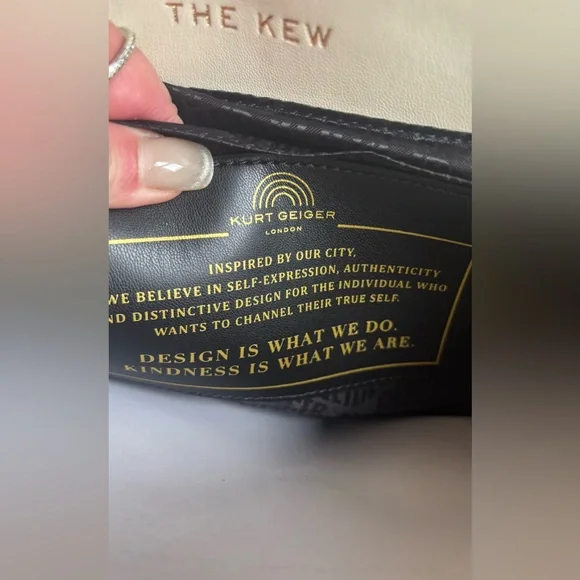 THE KEW
KURT GEIGER
LONDON
INSPIRED BY OUR CITY,
WE BELIEVE IN SELF-EXPRESSION, AUTHENTICITY
ND DISTINCTIVE DESIGN FOR THE INDIVIDUAL WHO
WANTS TO CHANNEL THEIR TRUE SELF.
DESIGN IS WHAT WE DO.
KINDNESS IS WHAT WE ARE.